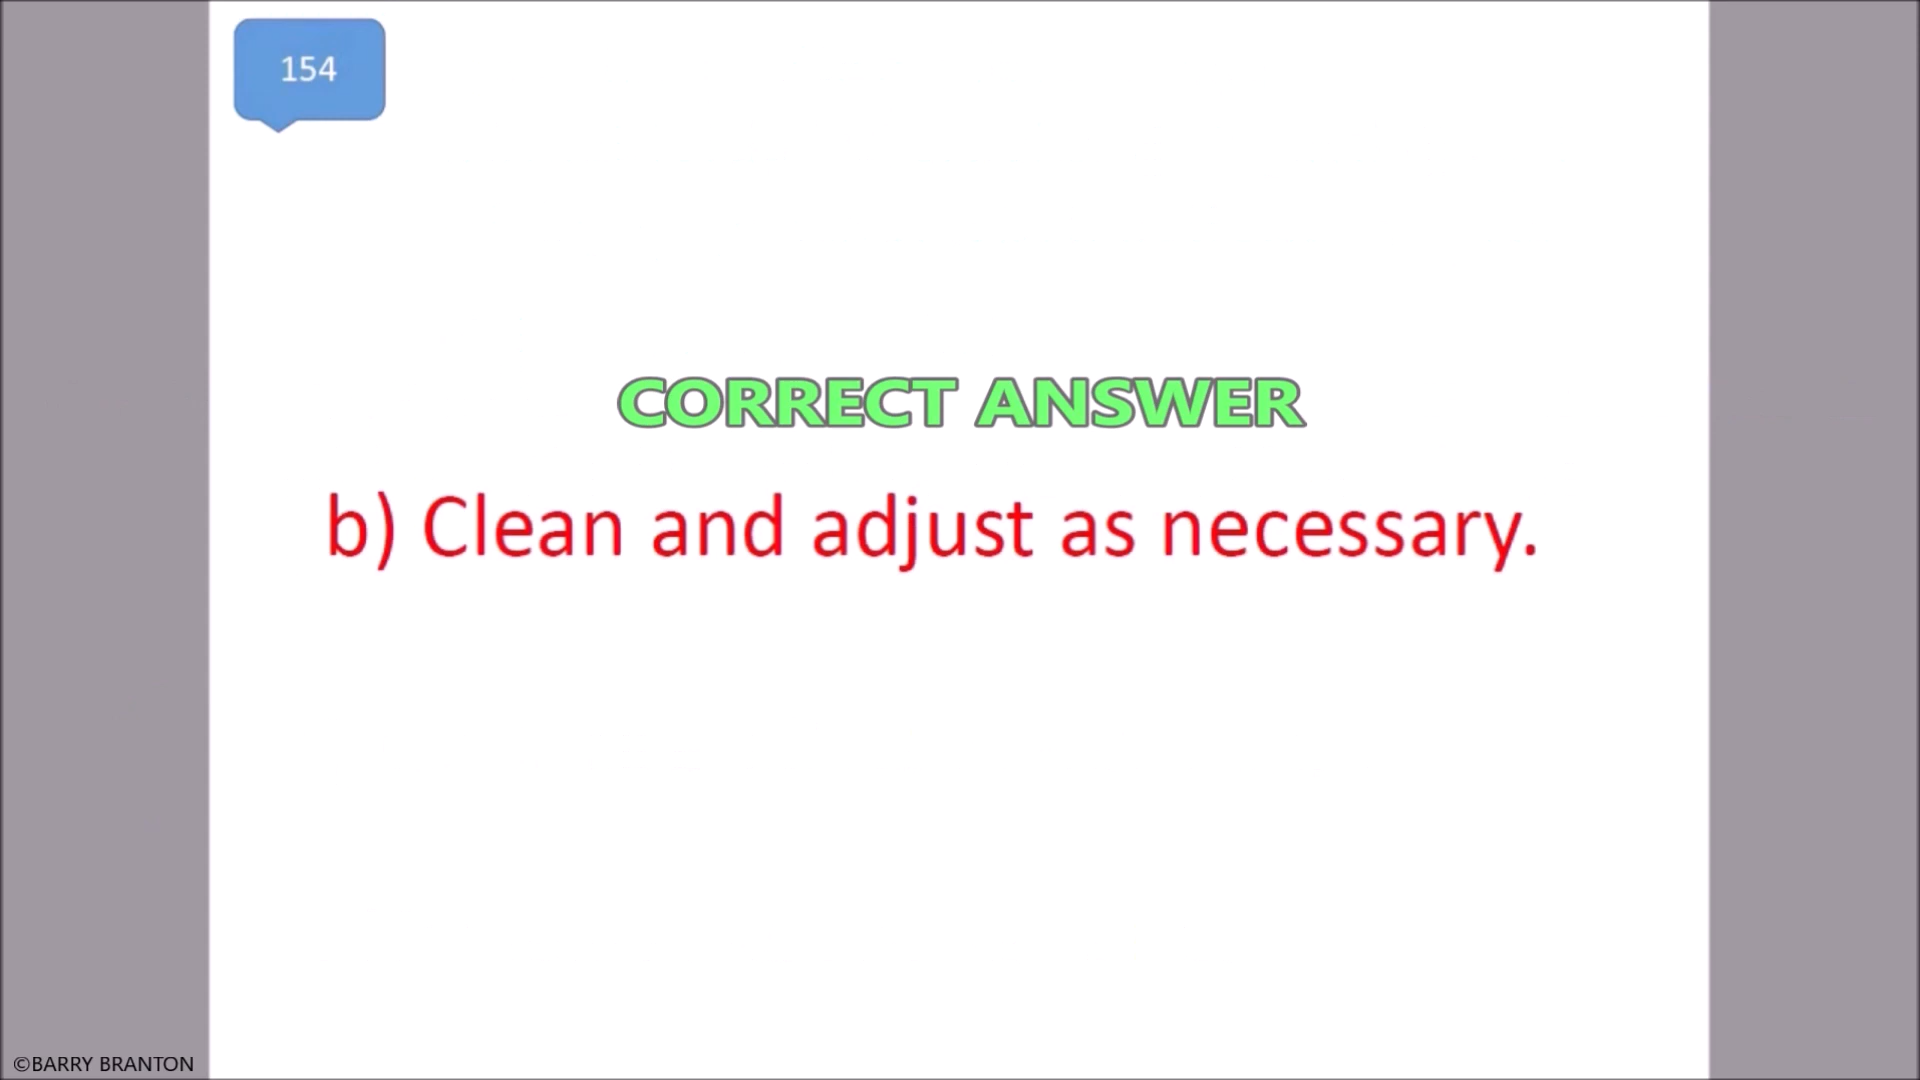 154
CORRECT ANSWER
b) Clean and adjust as necessary.
©BARRY BRANTON